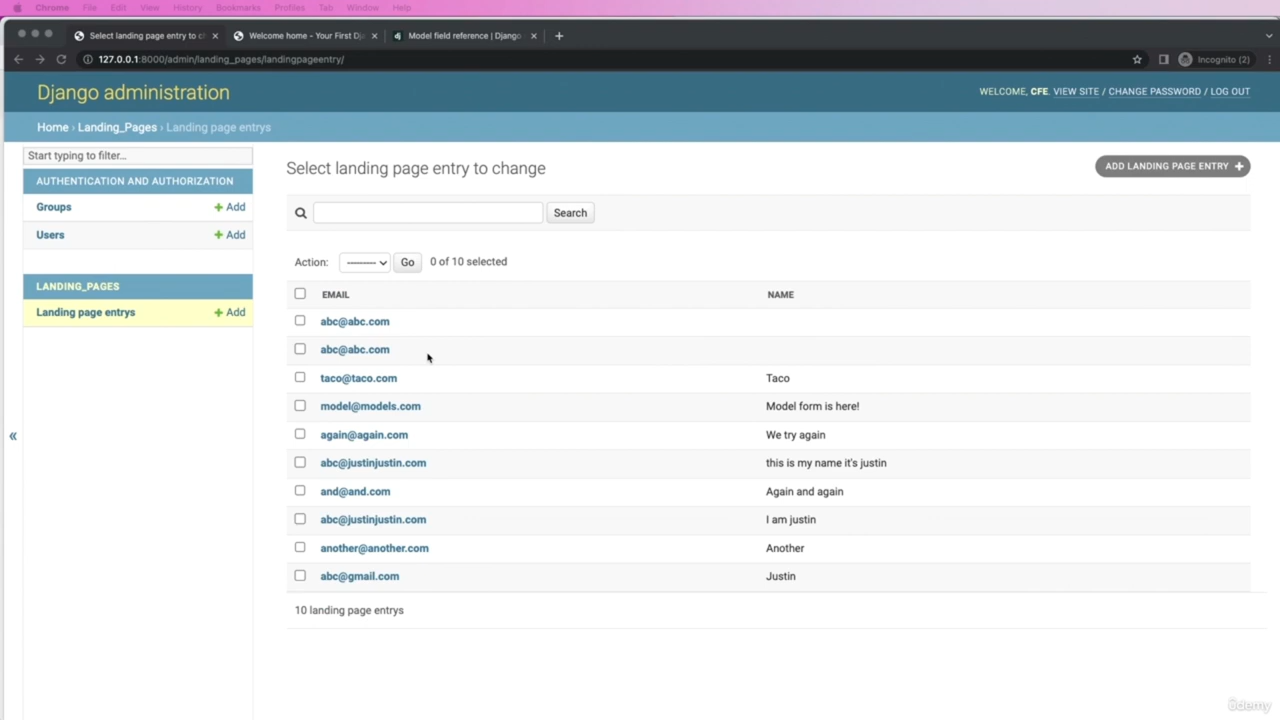 Chrome File Edit View History Bookmarks Profiles Tab Window Help
Select landing page entry to c Welcome home - Your First Dj Model field reference | Django
127.0.0.1:8000/admin/landing_pages/landingpageentry/ Incognito (2)
Django administration
WELCOME, CFE. VIEW SITE / CHANGE PASSWORD / LOG OUT
Home › Landing_Pages › Landing page entrys
Start typing to filter...
AUTHENTICATION AND AUTHORIZATION
Groups + Add
Users + Add
LANDING_PAGES
Landing page entrys + Add
«
Select landing page entry to change
ADD LANDING PAGE ENTRY +
Search
Action: --------- Go 0 of 10 selected
EMAIL NAME
abc@abc.com
abc@abc.com
taco@taco.com Taco
model@models.com Model form is here!
again@again.com We try again
abc@justinjustin.com this is my name it's justin
and@and.com Again and again
abc@justinjustin.com I am justin
another@another.com Another
abc@gmail.com Justin
10 landing page entrys
ûdemy